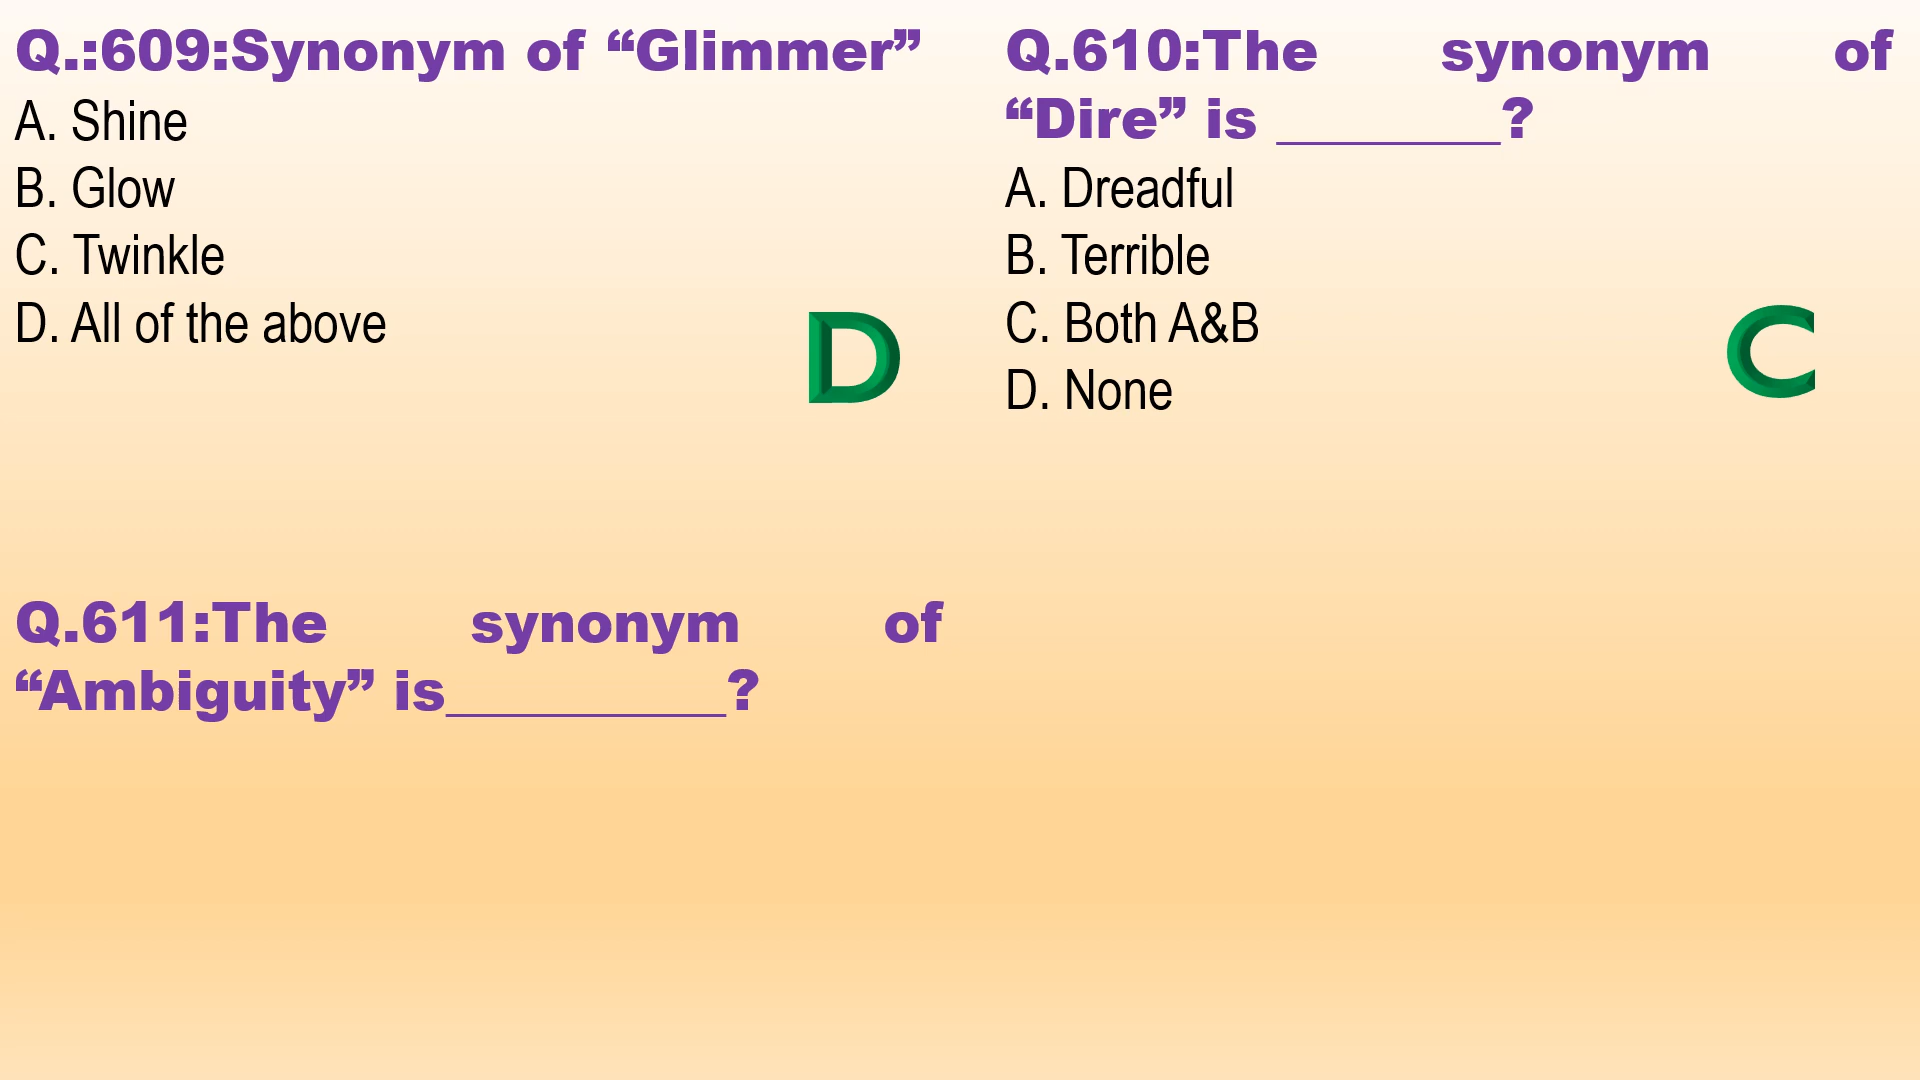 Q.:609:Synonym of “Glimmer”
A. Shine
B. Glow
C. Twinkle
D. All of the above
D
Q.610:The synonym of
“Dire” is ________?
A. Dreadful
B. Terrible
C. Both A&B
D. None
C
Q.611:The synonym of
“Ambiguity” is__________?